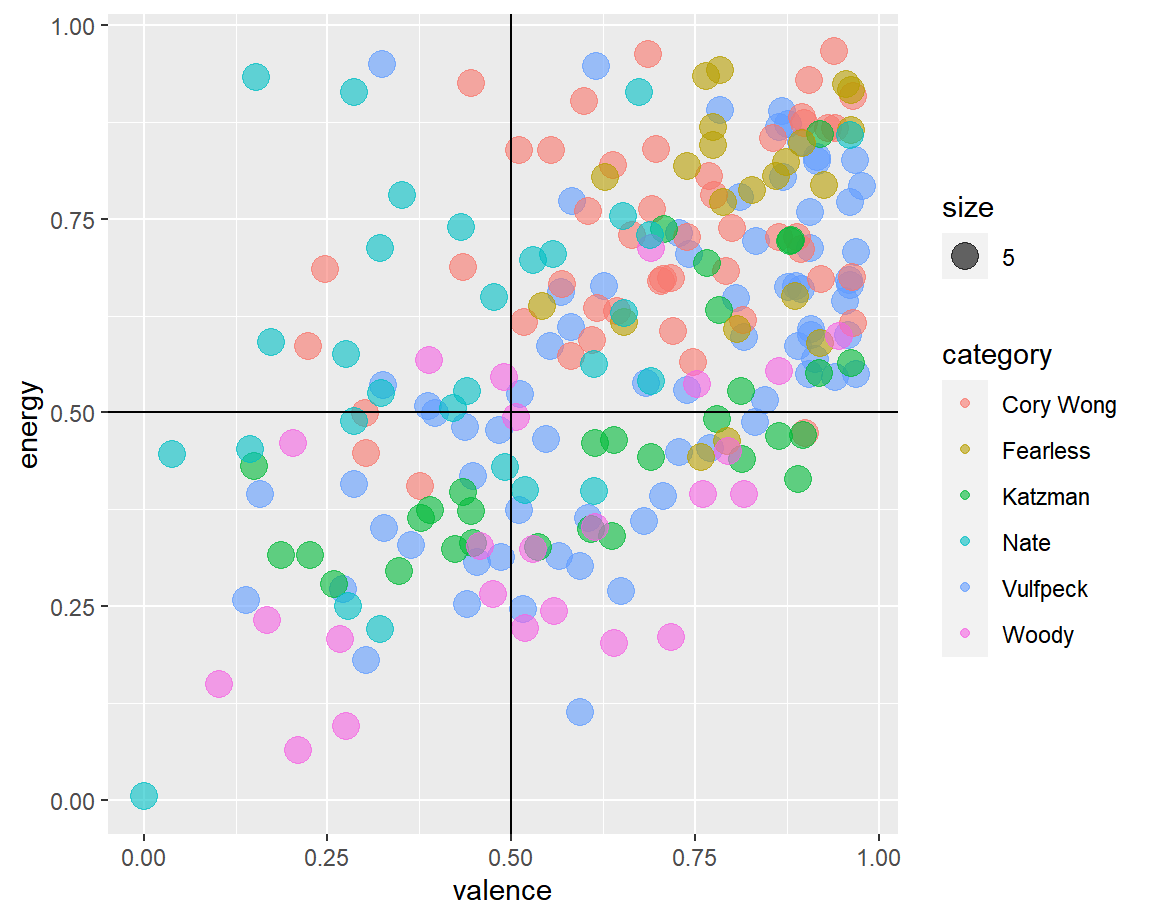 1.00
0.75
0.50
0.25
0.00
energy
0.00 0.25 0.50 0.75 1.00
valence
size
5
category
Cory Wong
Fearless
Katzman
Nate
Vulfpeck
Woody